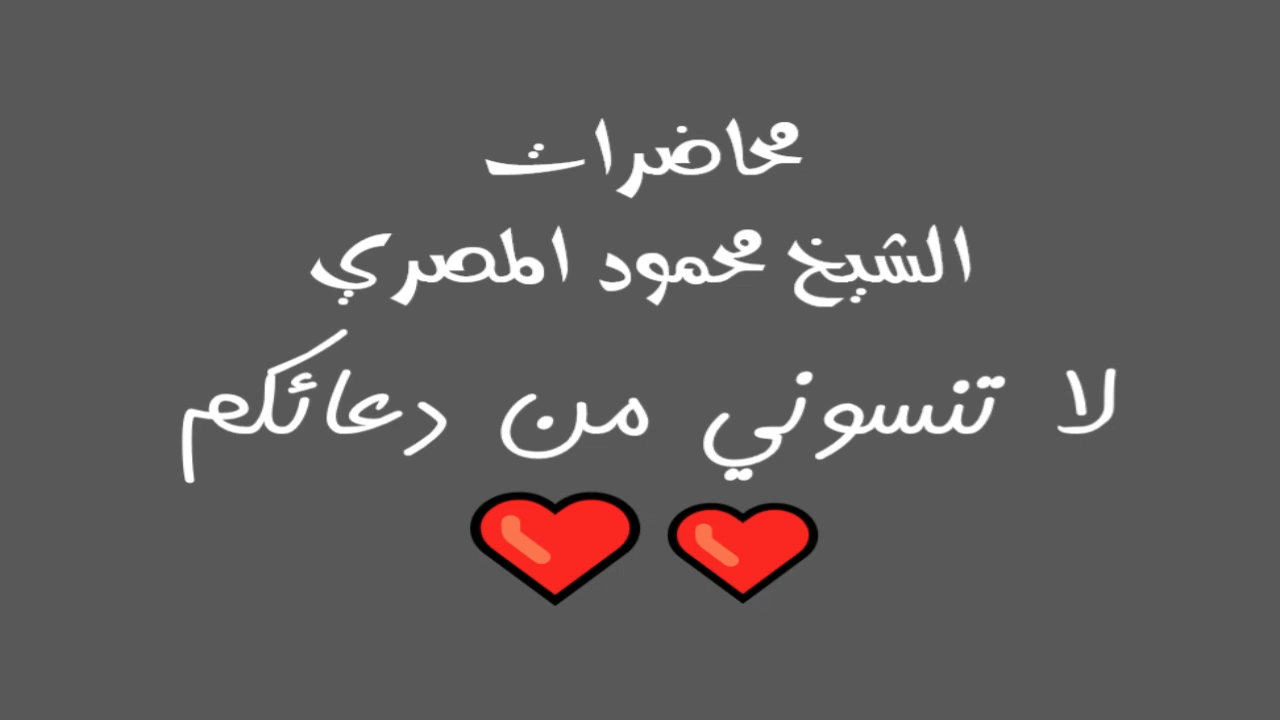 محاضرات
الشيخ محمود المصري
لا تنسوني من دعائكم